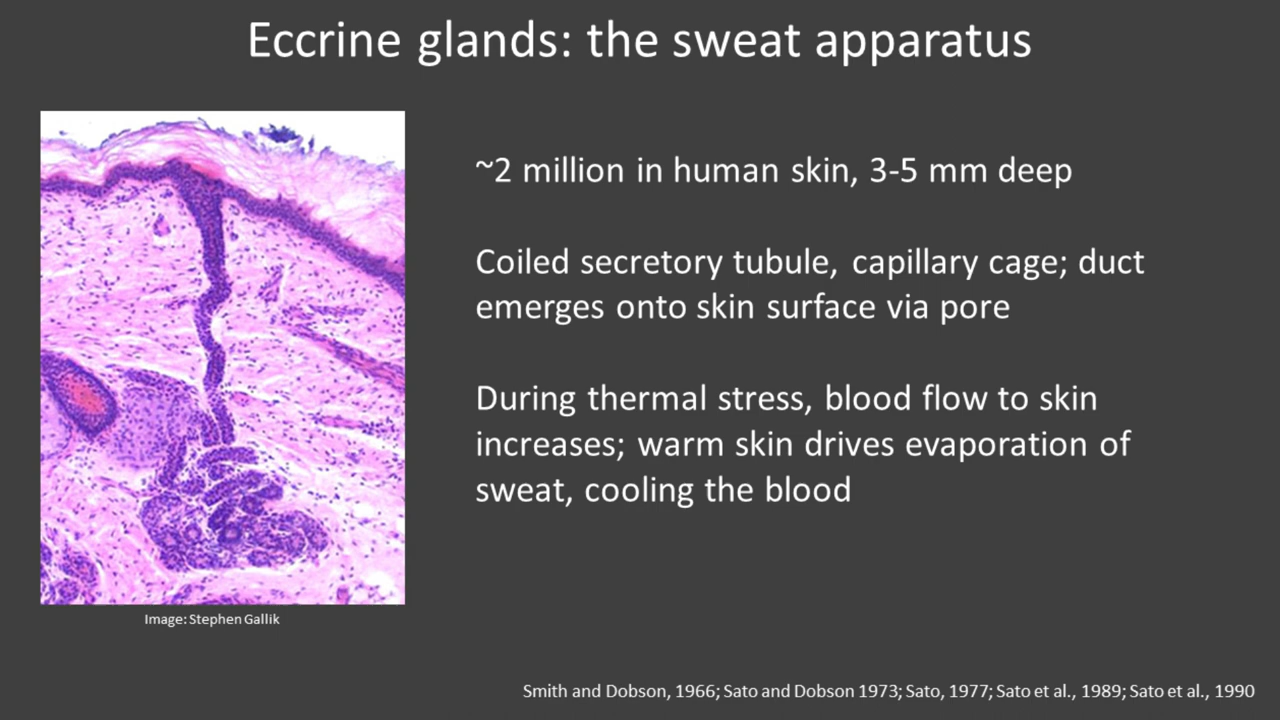 Eccrine glands: the sweat apparatus
~2 million in human skin, 3-5 mm deep
Coiled secretory tubule, capillary cage; duct
emerges onto skin surface via pore
During thermal stress, blood flow to skin
increases; warm skin drives evaporation of
sweat, cooling the blood
Image: Stephen Gallik
Smith and Dobson, 1966; Sato and Dobson 1973; Sato, 1977; Sato et al., 1989; Sato et al., 1990